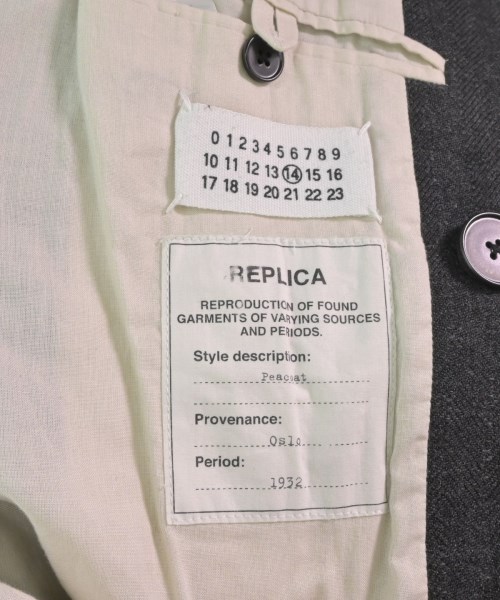 0 1 2 3 4 5 6 7 8 9
10 11 12 13 14 15 16
17 18 19 20 21 22 23
REPLICA
REPRODUCTION OF FOUND
GARMENTS OF VARYING SOURCES
AND PERIODS.
Style description:
Peacoat
Provenance:
Oslo
Period:
1932